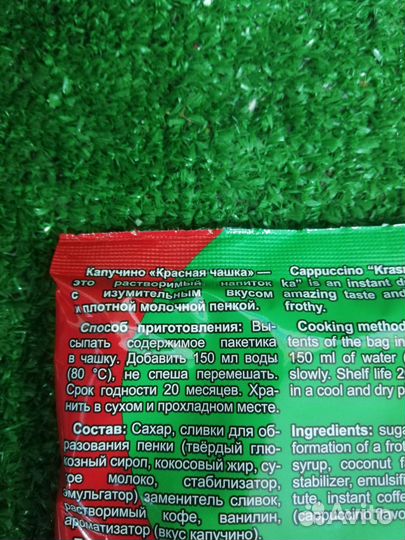 Капучино «Красная чашка» —
это растворимый напиток
с изумительным вкусом
и плотной молочной пенкой.
Способ приготовления: Вы-
сыпать содержимое пакетика
в чашку. Добавить 150 мл воды
(80 °C), не спеша перемешать.
Срок годности 20 месяцев. Хра-
нить в сухом и прохладном месте.
Состав: Сахар, сливки для об-
разования пенки (твёрдый глю-
козный сироп, кокосовый жир, су-
хое молоко, стабилизатор,
эмульгатор) заменитель сливок,
растворимый кофе, ванилин,
ароматизатор (вкус капучино).
Cappuccino "Krasn
ka" is an instant d
amazing taste and
frothy.
Cooking method
tents of the bag in
150 ml of water (
slowly. Shelf life 2
in a cool and dry p
Ingredients: suga
formation of a frot
syrup, coconut f
stabilizer, emulsifi
tute, instant coffe
(cappuccino flavo
Avito